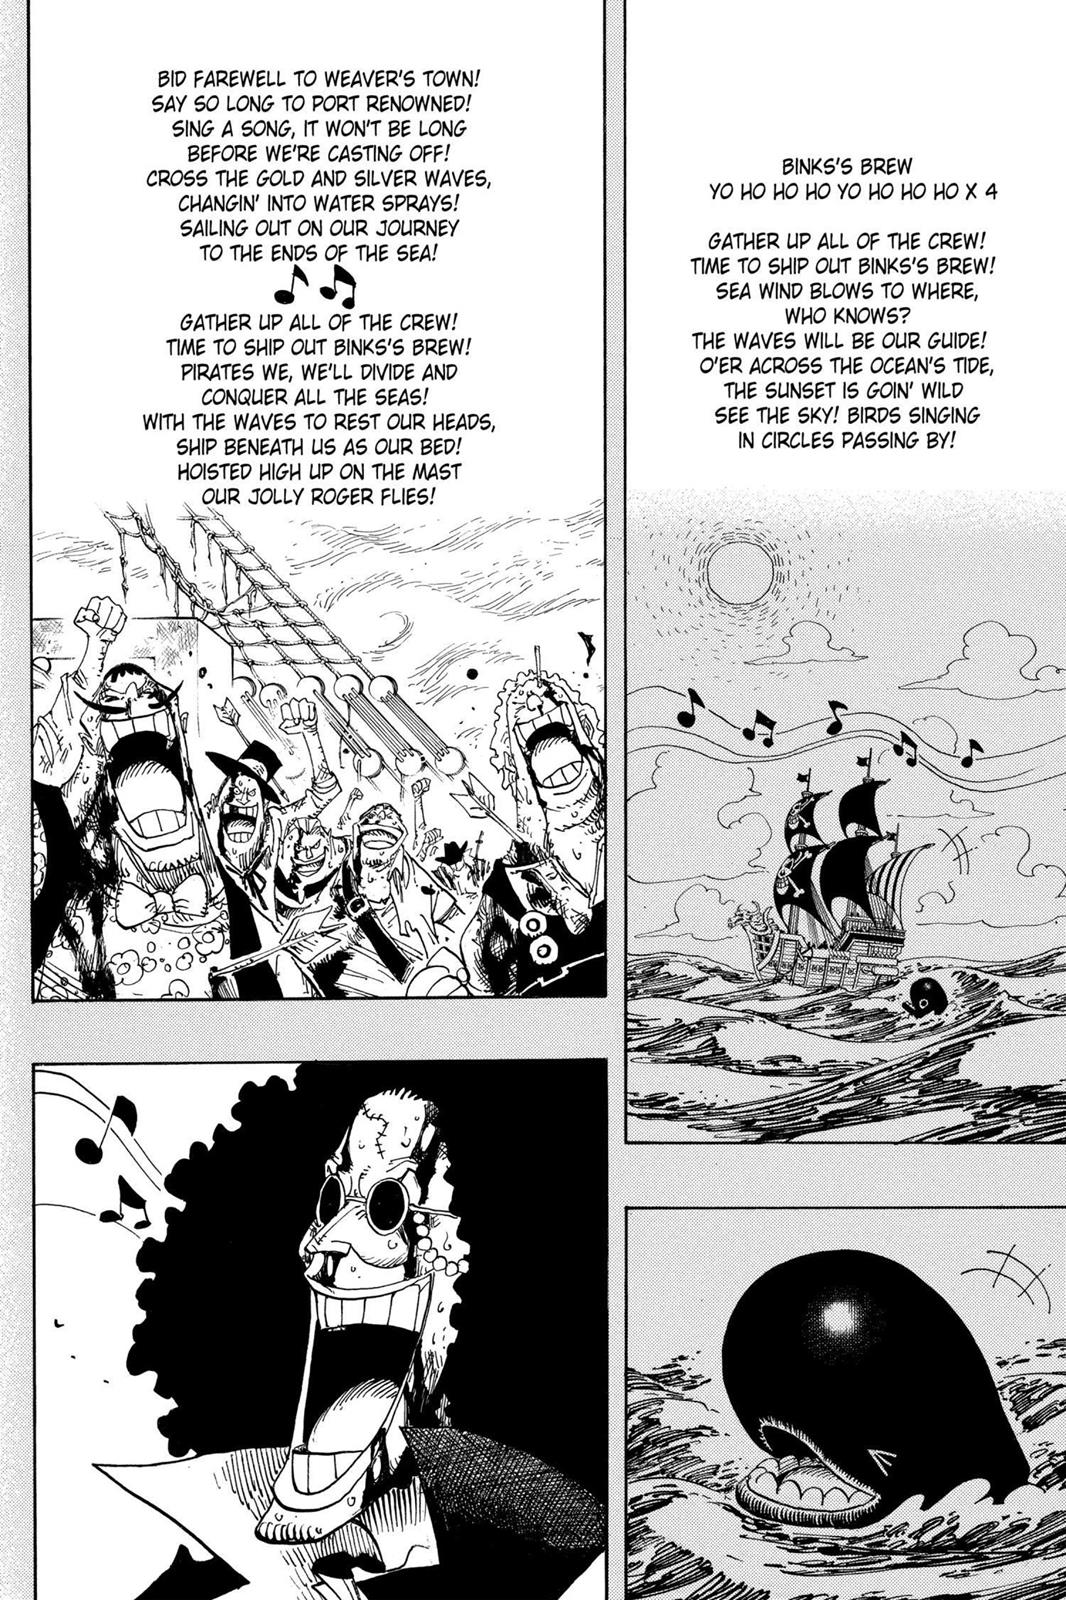 BINKS'S BREW
YO HO HO HO YO HO HO HO X 4
GATHER UP ALL OF THE CREW!
TIME TO SHIP OUT BINKS'S BREW!
SEA WIND BLOWS TO WHERE,
WHO KNOWS?
THE WAVES WILL BE OUR GUIDE!
O'ER ACROSS THE OCEAN'S TIDE,
THE SUNSET IS GOIN' WILD
SEE THE SKY! BIRDS SINGING
IN CIRCLES PASSING BY!
BID FAREWELL TO WEAVER'S TOWN!
SAY SO LONG TO PORT RENOWNED!
SING A SONG, IT WON'T BE LONG
BEFORE WE'RE CASTING OFF!
CROSS THE GOLD AND SILVER WAVES,
CHANGIN' INTO WATER SPRAYS!
SAILING OUT ON OUR JOURNEY
TO THE ENDS OF THE SEA!
GATHER UP ALL OF THE CREW!
TIME TO SHIP OUT BINKS'S BREW!
PIRATES WE, WE'LL DIVIDE AND
CONQUER ALL THE SEAS!
WITH THE WAVES TO REST OUR HEADS,
SHIP BENEATH US AS OUR BED!
HOISTED HIGH UP ON THE MAST
OUR JOLLY ROGER FLIES!